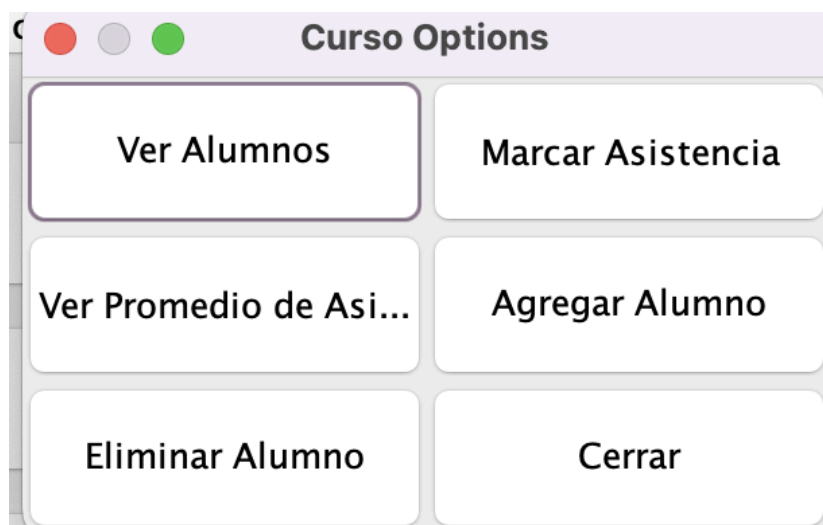 Curso Options
Ver Alumnos
Marcar Asistencia
Ver Promedio de Asi...
Agregar Alumno
Eliminar Alumno
Cerrar